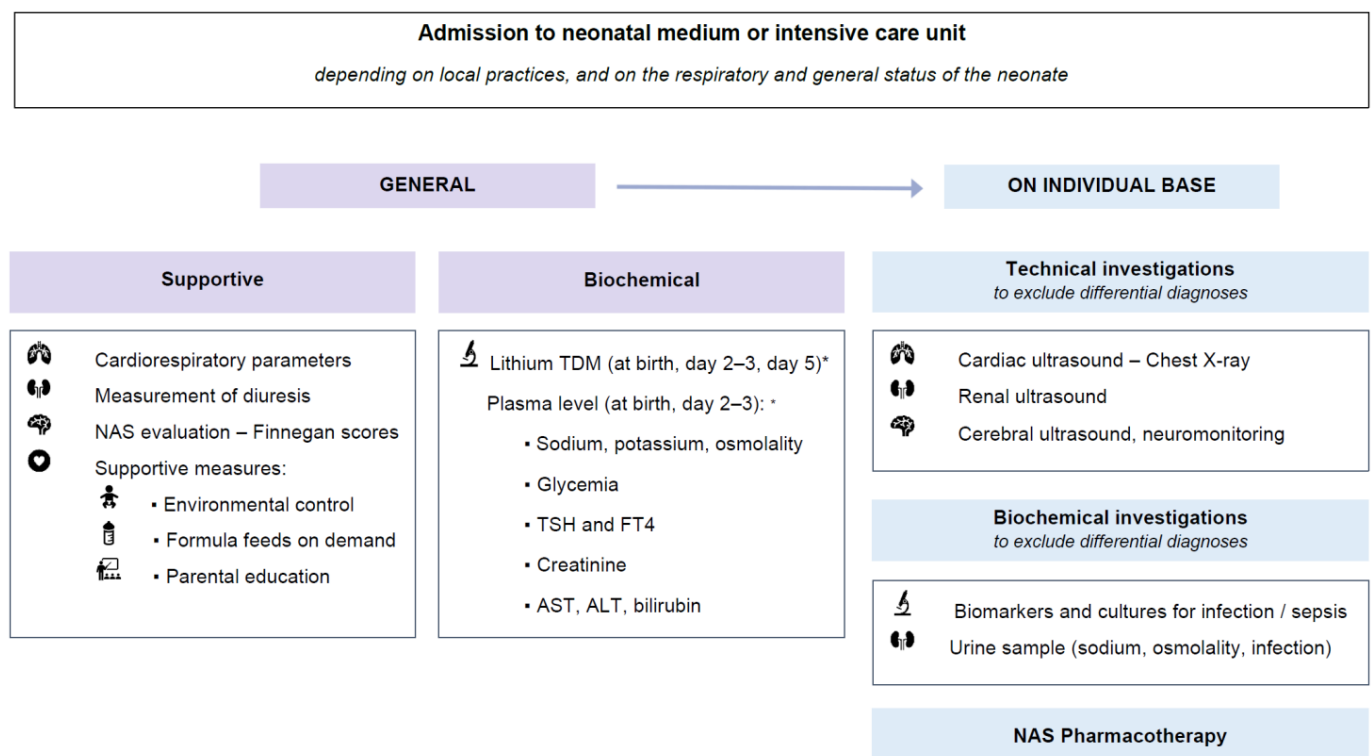 Admission to neonatal medium or intensive care unit
depending on local practices, and on the respiratory and general status of the neonate
GENERAL
ON INDIVIDUAL BASE
Supportive
Cardiorespiratory parameters
Measurement of diuresis
NAS evaluation – Finnegan scores
Supportive measures:
▪ Environmental control
▪ Formula feeds on demand
▪ Parental education
Biochemical
Lithium TDM (at birth, day 2–3, day 5)*
Plasma level (at birth, day 2–3): *
▪ Sodium, potassium, osmolality
▪ Glycemia
▪ TSH and FT4
▪ Creatinine
▪ AST, ALT, bilirubin
Technical investigations
to exclude differential diagnoses
Cardiac ultrasound – Chest X-ray
Renal ultrasound
Cerebral ultrasound, neuromonitoring
Biochemical investigations
to exclude differential diagnoses
Biomarkers and cultures for infection / sepsis
Urine sample (sodium, osmolality, infection)
NAS Pharmacotherapy